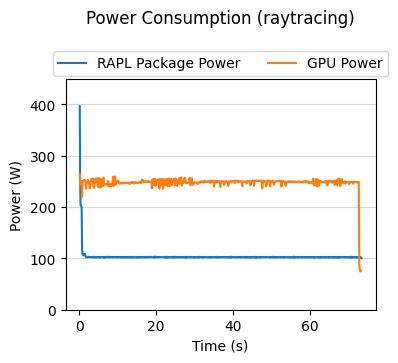 Power Consumption (raytracing)
RAPL Package Power
GPU Power
400
300
200
100
0
Power (W)
0
20
40
60
Time (s)